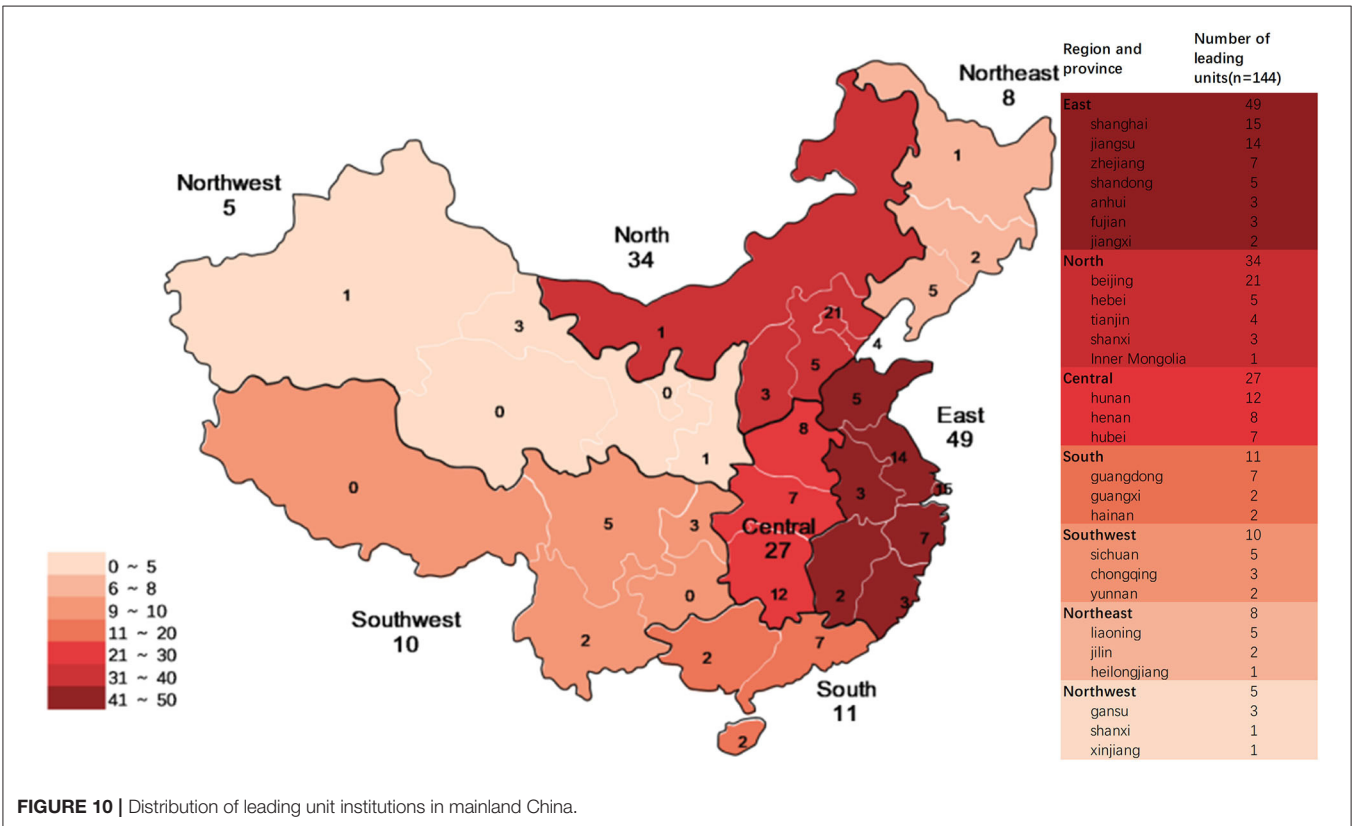 Northwest
5
North
34
Northeast
8
East
49
Central
27
Southwest
10
South
11
1
3
0
0
1
1
21
4
5
3
1
2
5
5
14
15
3
7
2
3
8
7
12
0
5
3
0
2
2
7
2
0 ~ 5
6 ~ 8
9 ~ 10
11 ~ 20
21 ~ 30
31 ~ 40
41 ~ 50
Region and province
Number of leading units(n=144)
East 49
shanghai 15
jiangsu 14
zhejiang 7
shandong 5
anhui 3
fujian 3
jiangxi 2
North 34
beijing 21
hebei 5
tianjin 4
shanxi 3
Inner Mongolia 1
Central 27
hunan 12
henan 8
hubei 7
South 11
guangdong 7
guangxi 2
hainan 2
Southwest 10
sichuan 5
chongqing 3
yunnan 2
Northeast 8
liaoning 5
jilin 2
heilongjiang 1
Northwest 5
gansu 3
shanxi 1
xinjiang 1
FIGURE 10 | Distribution of leading unit institutions in mainland China.